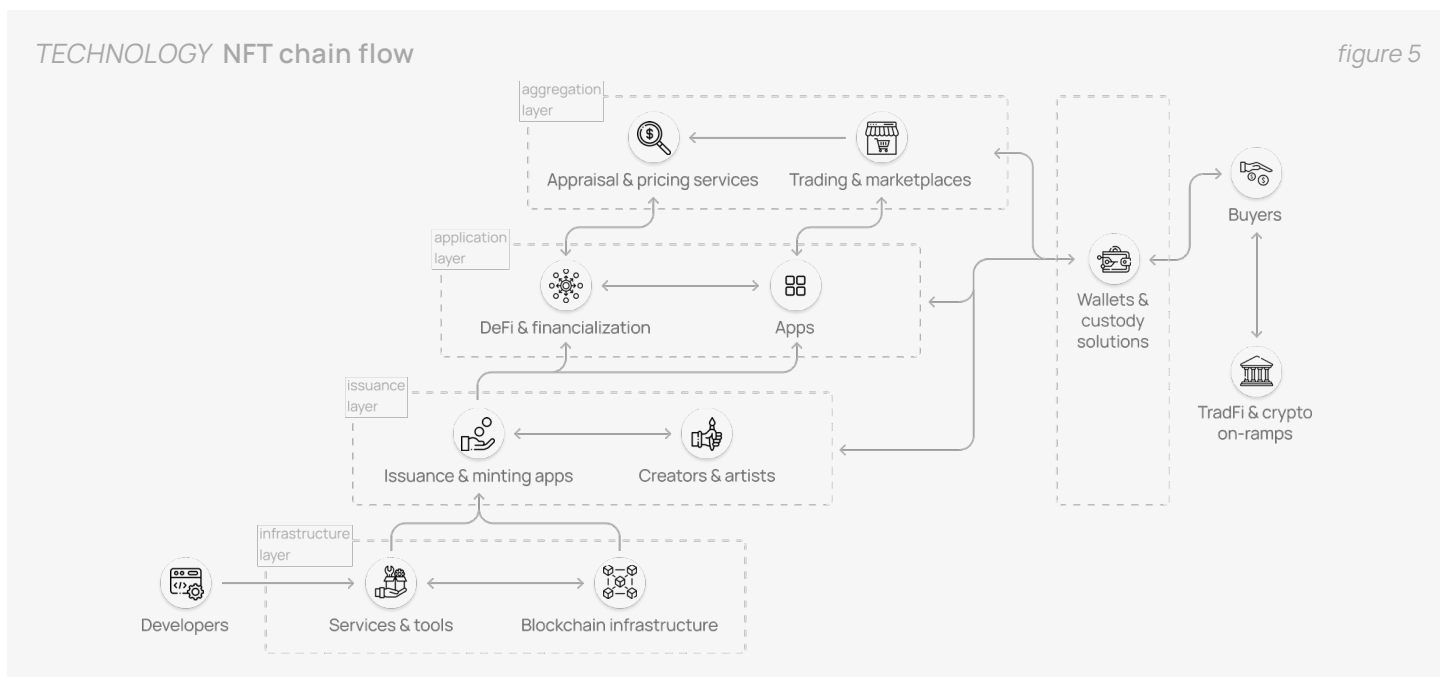 TECHNOLOGY NFT chain flow
figure 5
aggregation
layer
Appraisal & pricing services
Trading & marketplaces
Buyers
application
layer
DeFi & financialization
Apps
Wallets &
custody
solutions
TradFi & crypto
on-ramps
issuance
layer
Issuance & minting apps
Creators & artists
infrastructure
layer
Developers
Services & tools
Blockchain infrastructure